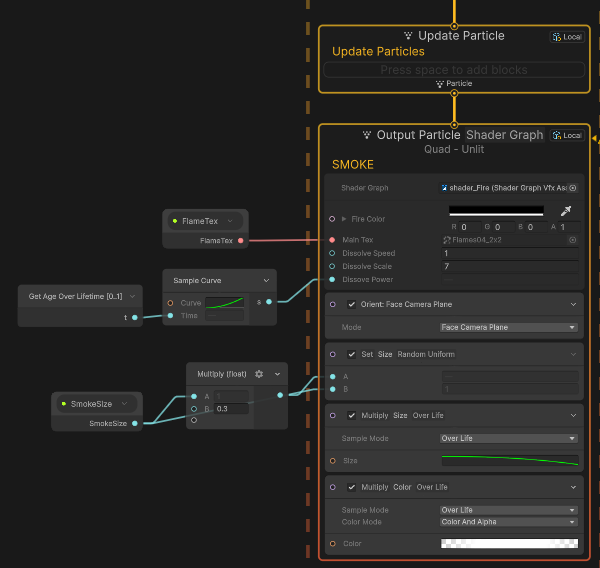 Update Particle
Local
Update Particles
Press space to add blocks
Particle
Output Particle Shader Graph
Local
Quad - Unlit
SMOKE
Shader Graph
shader_Fire (Shader Graph Vfx Ass
Fire Color
R 0 G 0 B 0 A 1
FlameTex
FlameTex
Main Tex
Flames04_2x2
Dissolve Speed
1
Dissolve Scale
7
Dissove Power
Sample Curve
Curve
Time
s
Get Age Over Lifetime [0..1]
t
Orient: Face Camera Plane
Mode
Face Camera Plane
Set Size Random Uniform
A
B
1
Multiply (float)
A
1
B
0.3
SmokeSize
SmokeSize
Multiply Size Over Life
Sample Mode
Over Life
Size
Multiply Color Over Life
Sample Mode
Over Life
Color Mode
Color And Alpha
Color